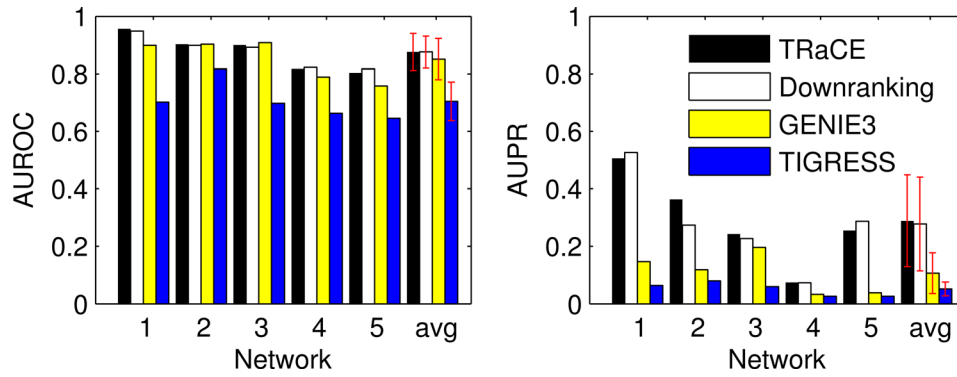 AUROC
1
0.8
0.6
0.4
0.2
0
1 2 3 4 5 avg
Network
AUPR
1
0.8
0.6
0.4
0.2
0
TRaCE
Downranking
GENIE3
TIGRESS
1 2 3 4 5 avg
Network